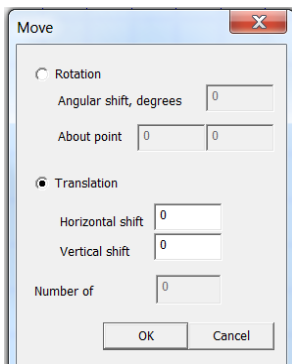 Move
Rotation
Angular shift, degrees 0
About point 0 0
Translation
Horizontal shift 0
Vertical shift 0
Number of 0
OK Cancel